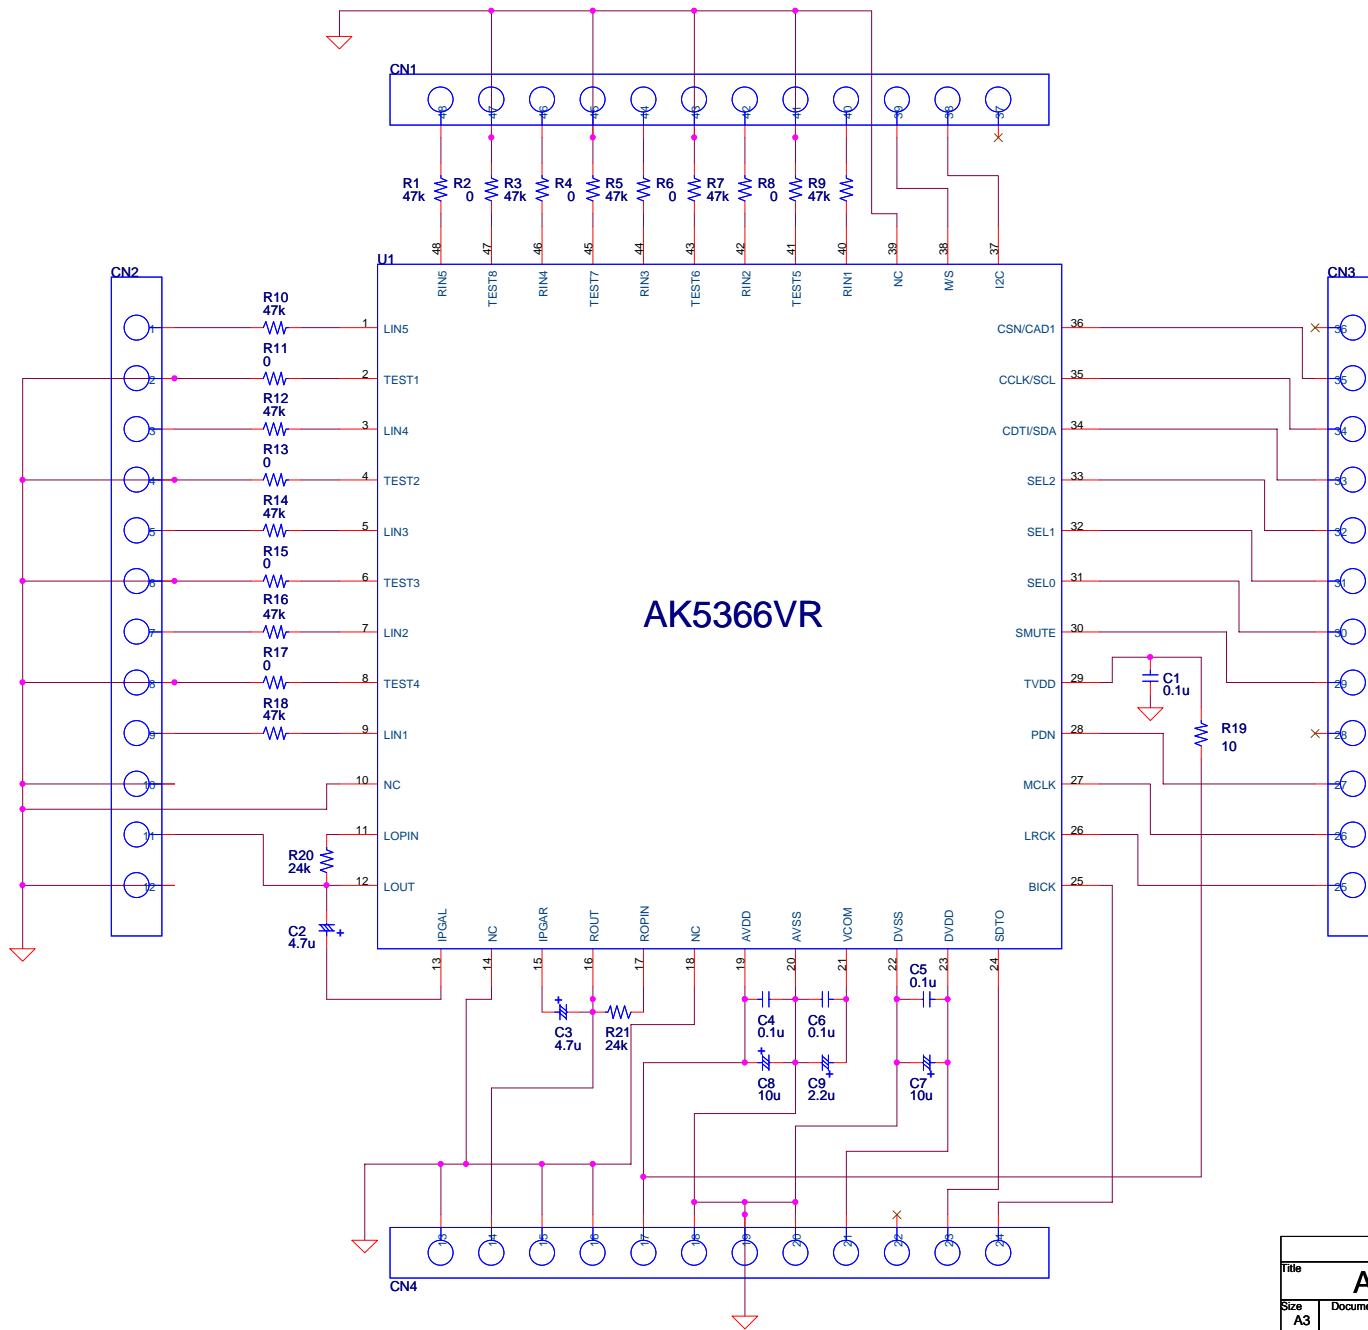 CN1
48 47 46 45 44 43 42 41 40 39 38 37
R1 R2 R3 R4 R5 R6 R7 R8 R9
47k 0 47k 0 47k 0 47k 0 47k
48 47 46 45 44 43 42 41 40 39 38 37
U1
RIN5 TEST8 RIN4 TEST7 RIN3 TEST6 RIN2 TEST5 RIN1 NC M/S I2C
CN2
1
2
3
4
5
6
7
8
9
10
11
12
R10
47k
R11
0
R12
47k
R13
0
R14
47k
R15
0
R16
47k
R17
0
R18
47k
R20
24k
C2
4.7u
1 LIN5
2 TEST1
3 LIN4
4 TEST2
5 LIN3
6 TEST3
7 LIN2
8 TEST4
9 LIN1
10 NC
11 LOPIN
12 LOUT
AK5366VR
CSN/CAD1 36
CCLK/SCL 35
CDTI/SDA 34
SEL2 33
SEL1 32
SEL0 31
SMUTE 30
TVDD 29
PDN 28
MCLK 27
LRCK 26
BICK 25
C1
0.1u
R19
10
CN3
36
35
34
33
32
31
30
29
28
27
26
25
IPGAL NC IPGAR ROUT ROPIN NC AVDD AVSS VCOM DVSS DVDD SDTO
13 14 15 16 17 18 19 20 21 22 23 24
C3
4.7u
R21
24k
C4
0.1u
C6
0.1u
C5
0.1u
C8
10u
C9
2.2u
C7
10u
13 14 15 16 17 18 19 20 21 22 23 24
CN4
Title
A
Size
A3